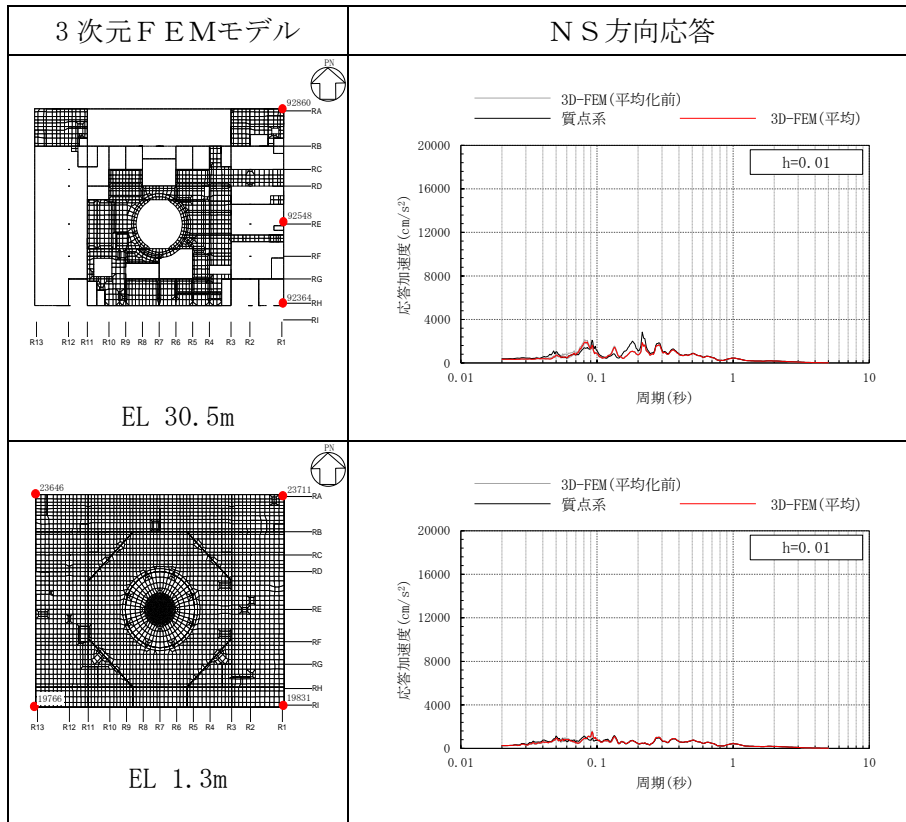 3次元FEMモデル
NS方向応答
PN
92860
RA
RB
RC
RD
92548
RE
RF
RG
92364
RH
RI
R13 R12 R11 R10 R9 R8 R7 R6 R5 R4 R3 R2 R1
EL 30.5m
3D-FEM(平均化前)
質点系 3D-FEM(平均)
h=0.01
応答加速度(cm/s²)
20000
16000
12000
8000
4000
0
0.01 0.1 1 10
周期(秒)
PN
23646
23711
RA
RB
RC
RD
RE
RF
RG
RH
19766
19831
RI
R13 R12 R11 R10 R9 R8 R7 R6 R5 R4 R3 R2 R1
EL 1.3m
3D-FEM(平均化前)
質点系 3D-FEM(平均)
h=0.01
応答加速度(cm/s²)
20000
16000
12000
8000
4000
0
0.01 0.1 1 10
周期(秒)